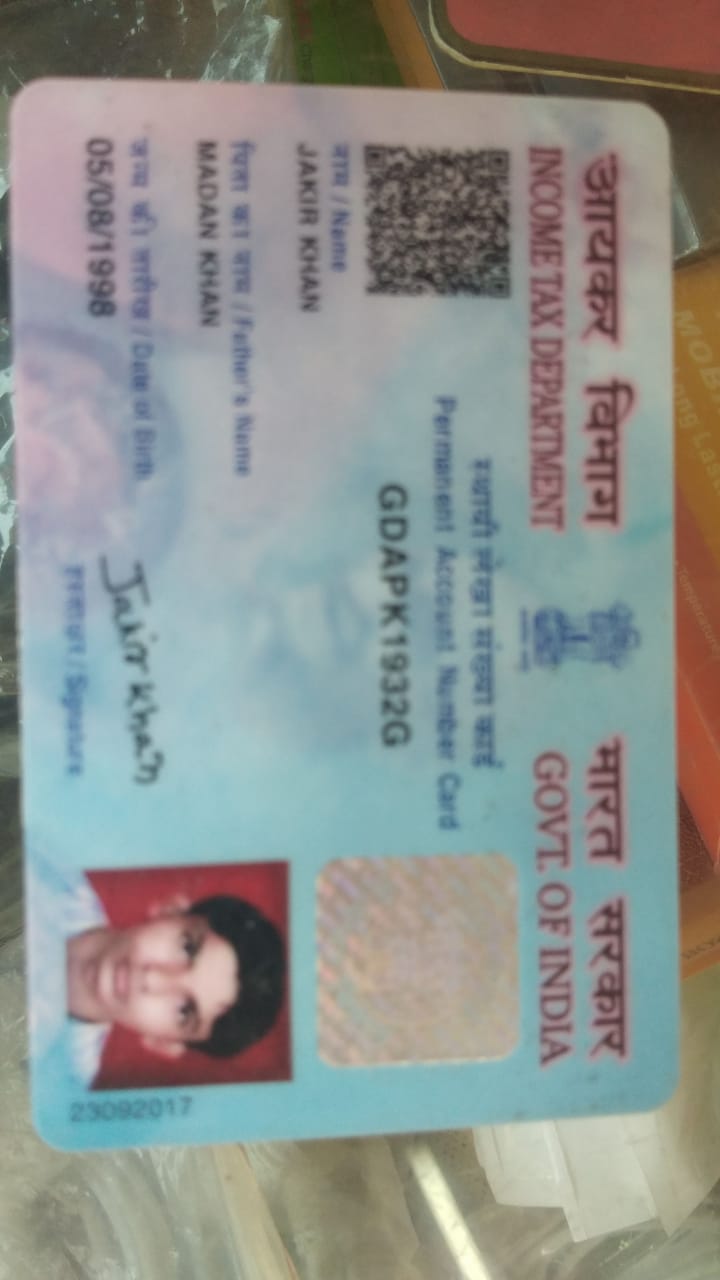 आयकर विभाग
INCOME TAX DEPARTMENT
भारत सरकार
GOVT. OF INDIA
स्थायी लेखा संख्या कार्ड
Permanent Account Number Card
GDAPK1932G
नाम / Name
JAKIR KHAN
पिता का नाम / Father's Name
MADAN KHAN
जन्म की तारीख / Date of Birth
05/08/1998
Jakir Khan
हस्ताक्षर / Signature
23092017